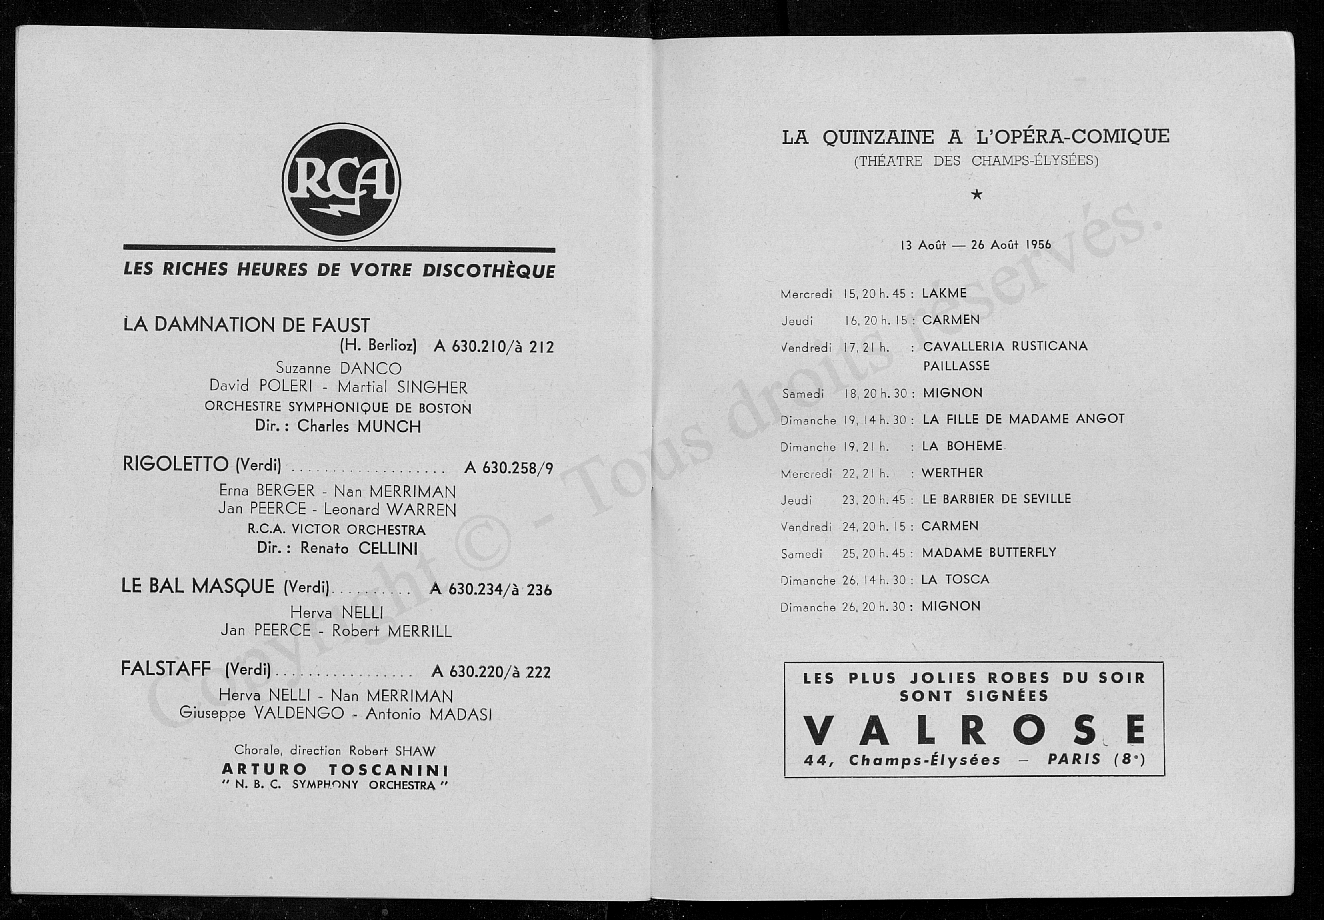 RCA
LES RICHES HEURES DE VOTRE DISCOTHÈQUE
LA DAMNATION DE FAUST
(H. Berlioz) A 630.210/à 212
Suzanne DANCO
David POLERI - Martial SINGHER
ORCHESTRE SYMPHONIQUE DE BOSTON
Dir. : Charles MUNCH
RIGOLETTO (Verdi) ................... A 630.258/9
Erna BERGER - Nan MERRIMAN
Jan PEERCE - Leonard WARREN
R.C.A. VICTOR ORCHESTRA
Dir. : Renato CELLINI
LE BAL MASQUE (Verdi).......... A 630.234/à 236
Herva NELLI
Jan PEERCE - Robert MERRILL
FALSTAFF (Verdi)................. A 630.220/à 222
Herva NELLI - Nan MERRIMAN
Giuseppe VALDENGO - Antonio MADASI
Chorale, direction Robert SHAW
ARTURO TOSCANINI
" N. B. C. SYMPHONY ORCHESTRA "
LA QUINZAINE A L'OPÉRA-COMIQUE
(THÉATRE DES CHAMPS-ÉLYSÉES)
★
13 Août — 26 Août 1956
Mercredi 15, 20 h. 45 : LAKME
Jeudi 16, 20 h. 15 : CARMEN
Vendredi 17, 21 h. : CAVALLERIA RUSTICANA
PAILLASSE
Samedi 18, 20 h. 30 : MIGNON
Dimanche 19, 14 h. 30 : LA FILLE DE MADAME ANGOT
Dimanche 19, 21 h. : LA BOHEME
Mercredi 22, 21 h. : WERTHER
Jeudi 23, 20 h. 45 : LE BARBIER DE SEVILLE
Vendredi 24, 20 h. 15 : CARMEN
Samedi 25, 20 h. 45 : MADAME BUTTERFLY
Dimanche 26, 14 h. 30 : LA TOSCA
Dimanche 26, 20 h. 30 : MIGNON
LES PLUS JOLIES ROBES DU SOIR
SONT SIGNÉES
VALROSE
44, Champs-Élysées — PARIS (8e)
Copyright © - Tous droits réservés.